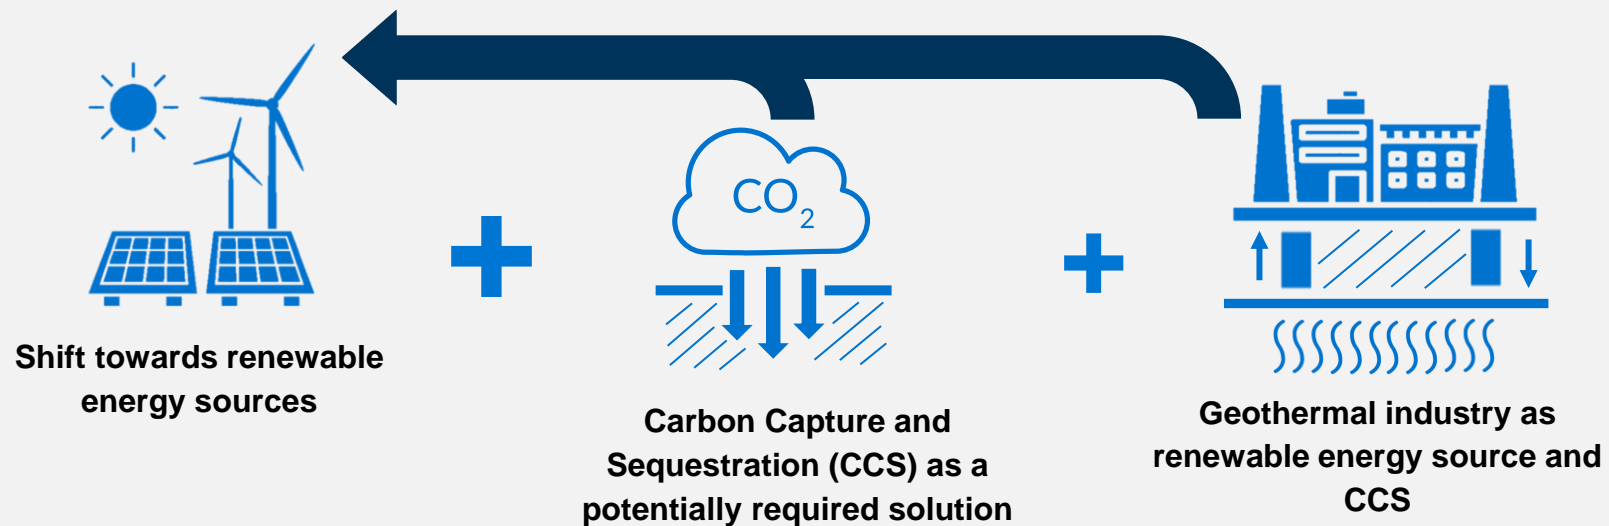 CO2
Shift towards renewable
energy sources
Carbon Capture and
Sequestration (CCS) as a
potentially required solution
Geothermal industry as
renewable energy source and
CCS